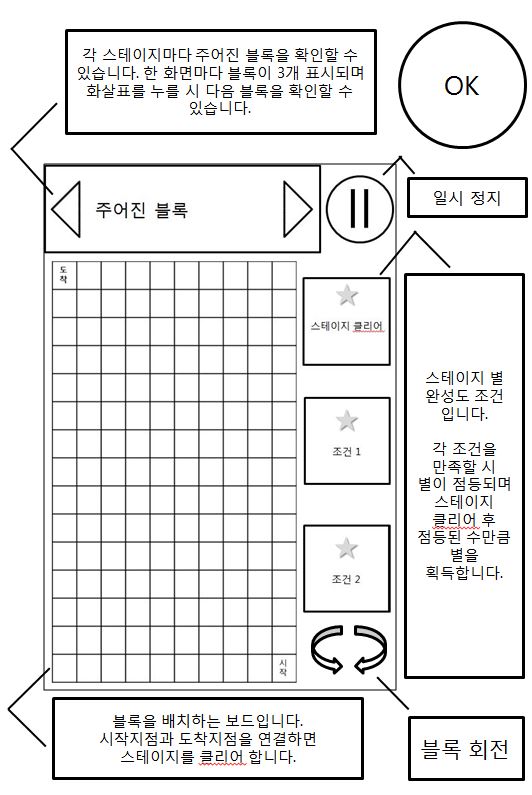 각 스테이지마다 주어진 블록을 확인할 수
있습니다. 한 화면마다 블록이 3개 표시되며
화살표를 누를 시 다음 블록을 확인할 수
있습니다.
OK
주어진 블록
일시 정지
도
착
스테이지 클리어
조건 1
조건 2
스테이지 별
완성도 조건
입니다.
각 조건을
만족할 시
별이 점등되며
스테이지
클리어 후
점등된 수만큼
별을
획득합니다.
시
작
블록을 배치하는 보드입니다.
시작지점과 도착지점을 연결하면
스테이지를 클리어 합니다.
블록 회전